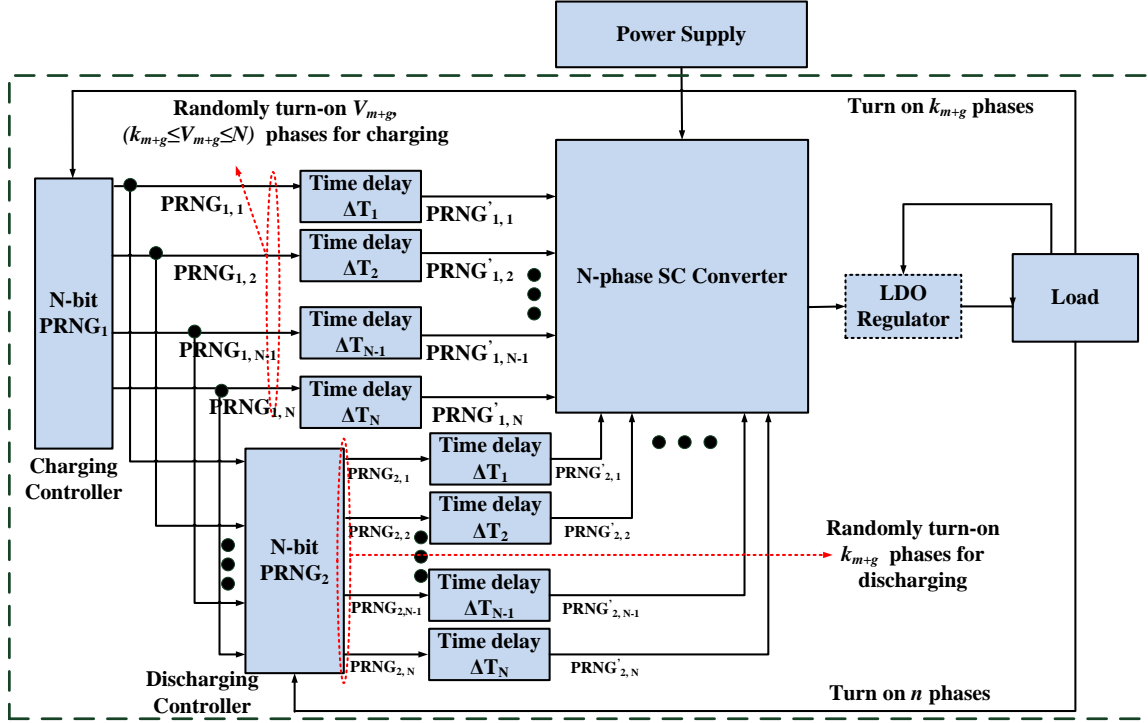 Power Supply
Randomly turn-on Vm+g,
(km+g≤Vm+g≤N) phases for charging
Turn on km+g phases
N-bit
PRNG1
Charging
Controller
PRNG1, 1
PRNG1,2
PRNG1, N-1
PRNG1, N
Time delay
ΔT1
Time delay
ΔT2
Time delay
ΔTN-1
Time delay
ΔTN
PRNG'1, 1
PRNG'1, 2
PRNG'1, N-1
PRNG'1, N
N-phase SC Converter
LDO
Regulator
Load
N-bit
PRNG2
Discharging
Controller
PRNG2, 1
PRNG2, 2
PRNG2,N-1
PRNG2, N
Time delay
ΔT1
Time delay
ΔT2
Time delay
ΔTN-1
Time delay
ΔTN
PRNG'2, 1
PRNG'2, 2
PRNG'2, N-1
PRNG'2, N
Randomly turn-on
km+g phases for
discharging
Turn on n phases